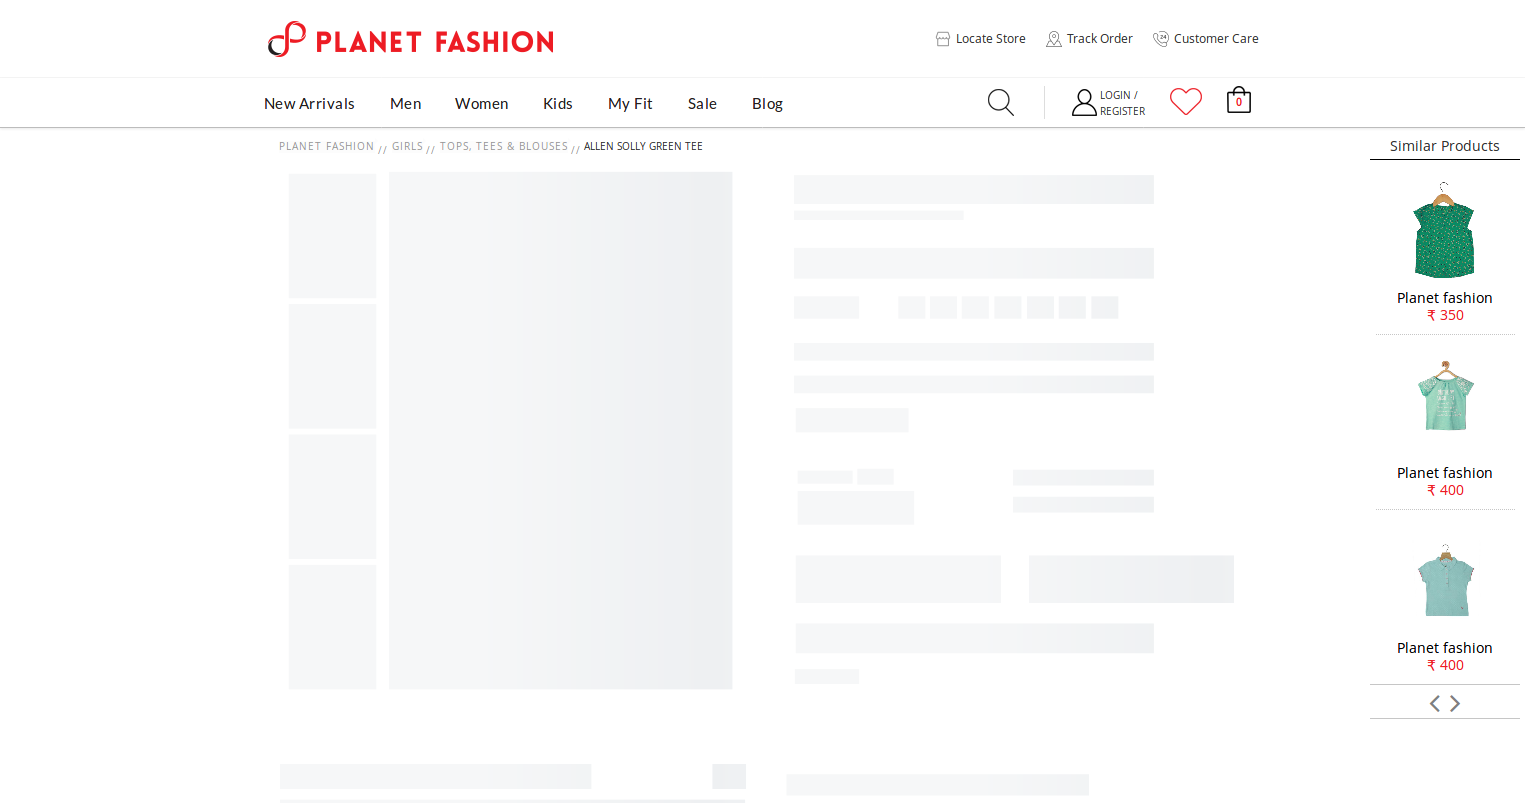 PLANET FASHION
Locate Store
Track Order
24
Customer Care
New Arrivals
Men
Women
Kids
My Fit
Sale
Blog
LOGIN /
REGISTER
0
PLANET FASHION // GIRLS // TOPS, TEES & BLOUSES // ALLEN SOLLY GREEN TEE
Similar Products
Planet fashion
₹ 350
Planet fashion
₹ 400
Planet fashion
₹ 400